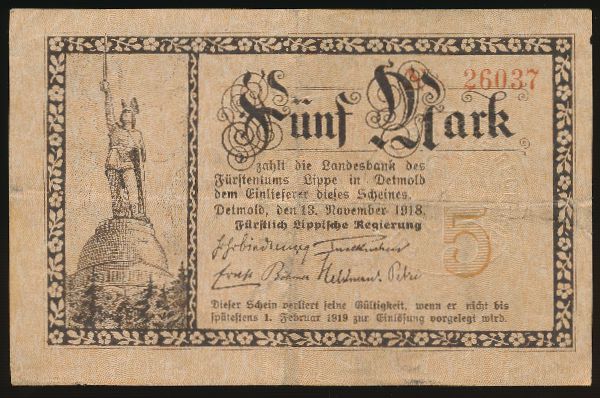 № 26037
Fünf Mark
zahlt die Landesbank des
Fürstentums Lippe in Detmold
dem Einlieferer dieses Scheines.
Detmold, den 13. November 1918.
Fürstlich Lippische Regierung
5
Dieser Schein verliert seine Gültigkeit, wenn er nicht bis
spätestens 1. Februar 1919 zur Einlösung vorgelegt wird.